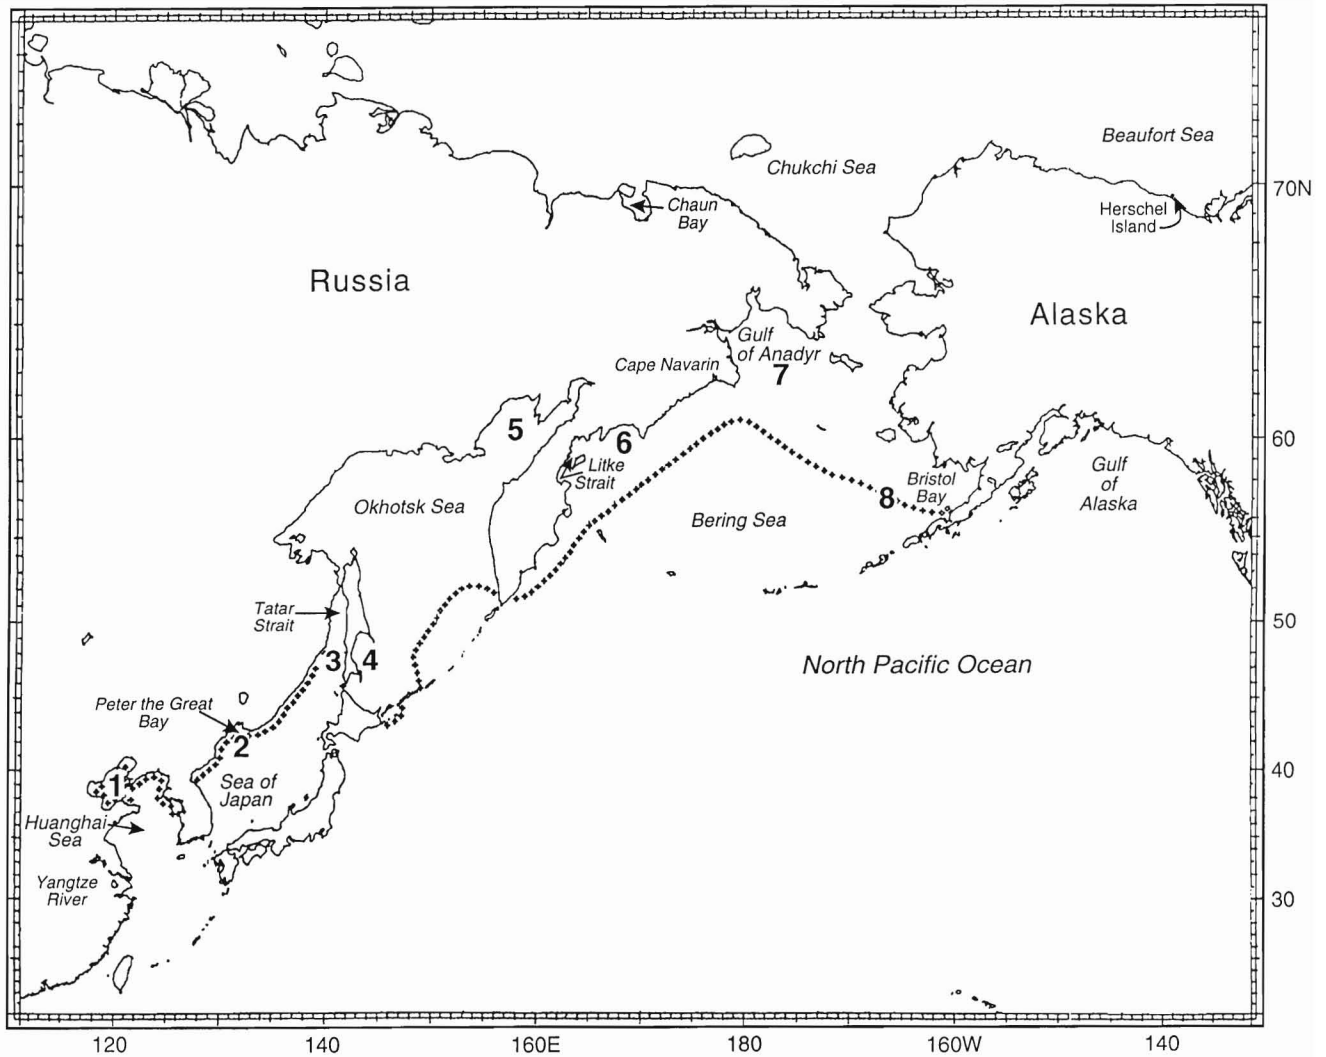 Beaufort Sea
Chukchi Sea
70N
Chaun
Bay
Herschel
Island
Russia
Alaska
Gulf
of Anadyr
Cape Navarin
7
5
6
60
Litke
Strait
Bristol
Bay
Gulf
of
Alaska
8
Okhotsk Sea
Bering Sea
Tatar
Strait
50
3
4
North Pacific Ocean
Peter the Great
Bay
2
40
1
Sea of
Japan
Huanghai
Sea
Yangtze
River
30
120
140
160E
180
160W
140